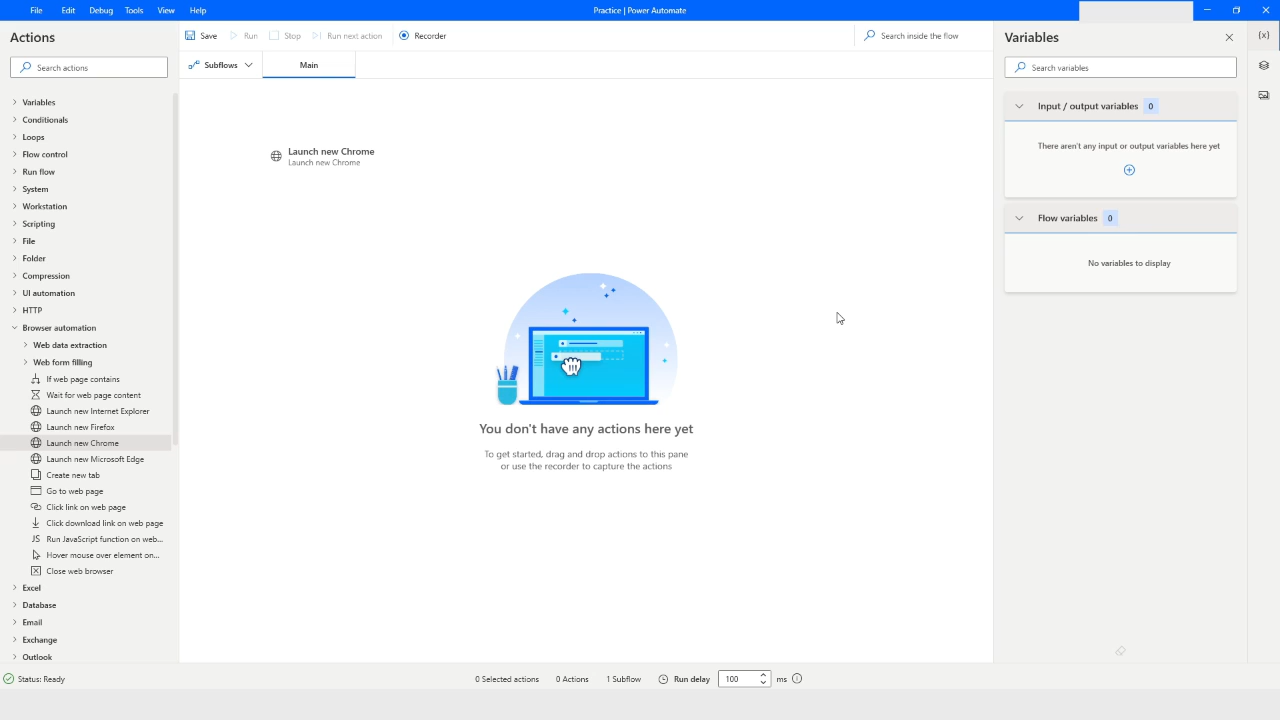 File Edit Debug Tools View Help
Practice | Power Automate
Actions
Search actions
Variables
Conditionals
Loops
Flow control
Run flow
System
Workstation
Scripting
File
Folder
Compression
UI automation
HTTP
Browser automation
Web data extraction
Web form filling
If web page contains
Wait for web page content
Launch new Internet Explorer
Launch new Firefox
Launch new Chrome
Launch new Microsoft Edge
Create new tab
Go to web page
Click link on web page
Click download link on web page
JS Run JavaScript function on web...
Hover mouse over element on...
Close web browser
Excel
Database
Email
Exchange
Outlook
Save Run Stop Run next action Recorder
Search inside the flow
Subflows Main
Launch new Chrome
Launch new Chrome
You don't have any actions here yet
To get started, drag and drop actions to this pane
or use the recorder to capture the actions
Variables
{x}
Search variables
Input / output variables 0
There aren't any input or output variables here yet
Flow variables 0
No variables to display
Status: Ready
0 Selected actions 0 Actions 1 Subflow Run delay 100 ms